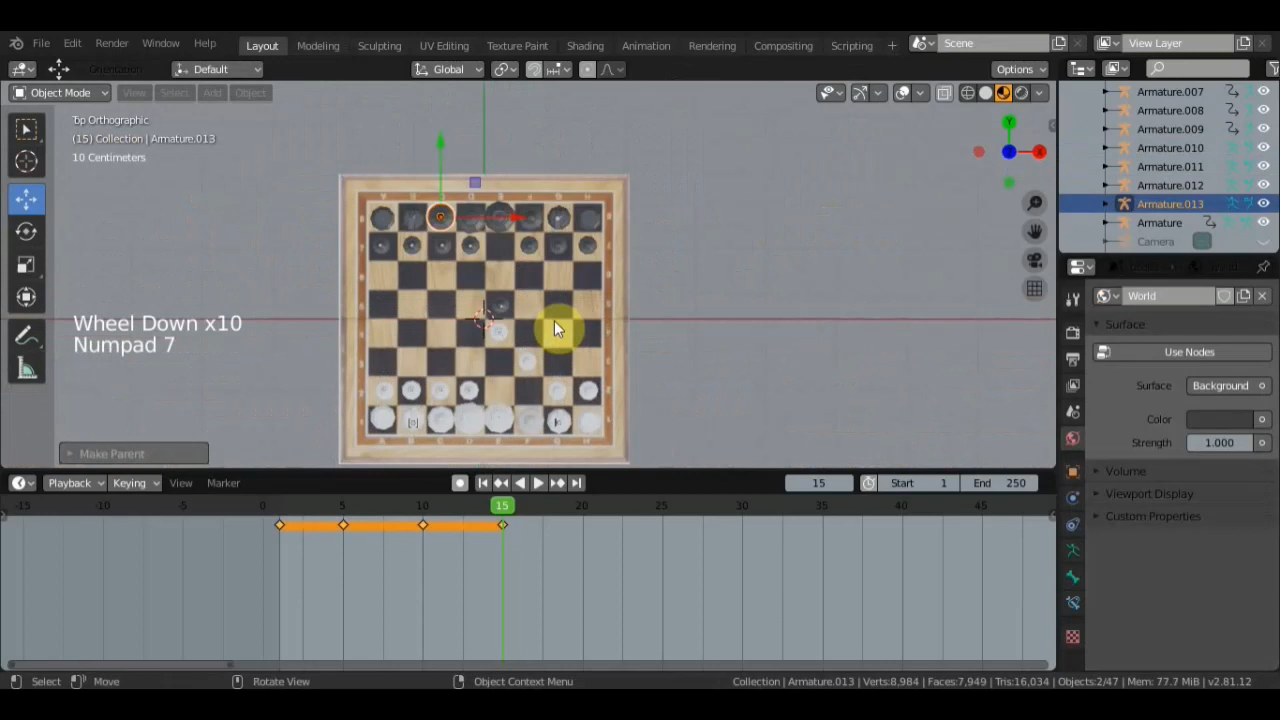 File Edit Render Window Help Layout Modeling Sculpting UV Editing Texture Paint Shading Animation Rendering Compositing Scripting + Scene View Layer
Orientation Default Global Options
Object Mode View Select Add Object
Top Orthographic
(15) Collection | Armature.013
10 Centimeters
Y
X
Z
Armature.007
Armature.008
Armature.009
Armature.010
Armature.011
Armature.012
Armature.013
Armature
Camera
World
Surface
Use Nodes
Surface Background
Color
Strength 1.000
Volume
Viewport Display
Custom Properties
Wheel Down x10
Numpad 7
Make Parent
Playback Keying View Marker 15 Start 1 End 250
-15 -10 -5 0 5 10 15 20 25 30 35 40 45
Select Move Rotate View Object Context Menu Collection | Armature.013 | Verts:8,984 | Faces:7,949 | Tris:16,034 | Objects:2/47 | Mem: 77.7 MiB | v2.81.12